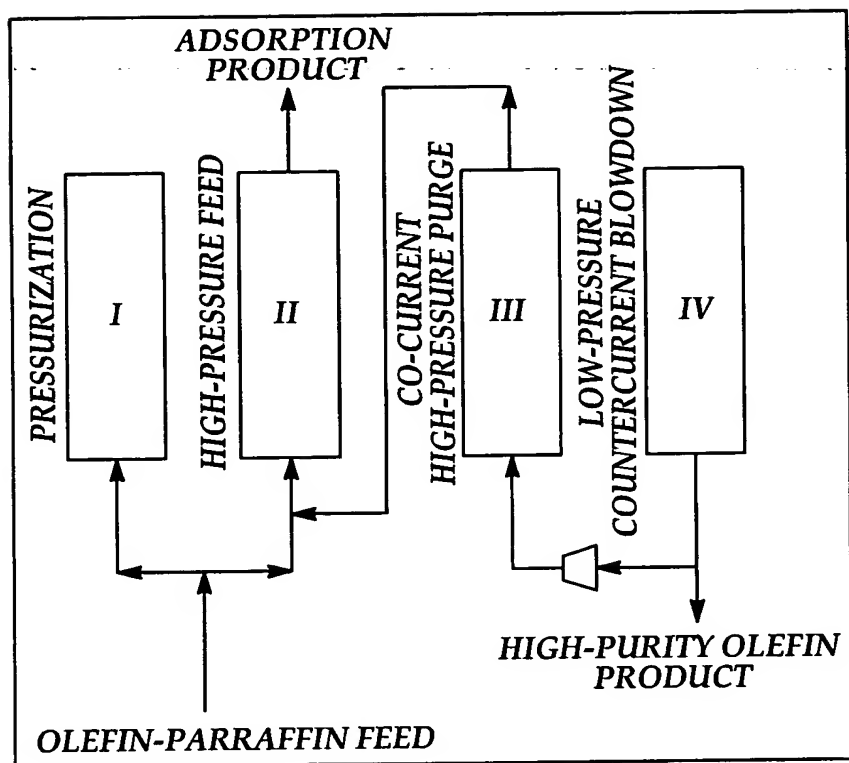 ADSORPTION
PRODUCT
PRESSURIZATION
I
HIGH-PRESSURE FEED
II
CO-CURRENT
HIGH-PRESSURE PURGE
III
LOW-PRESSURE
COUNTERCURRENT BLOWDOWN
IV
HIGH-PURITY OLEFIN
PRODUCT
OLEFIN-PARRAFFIN FEED